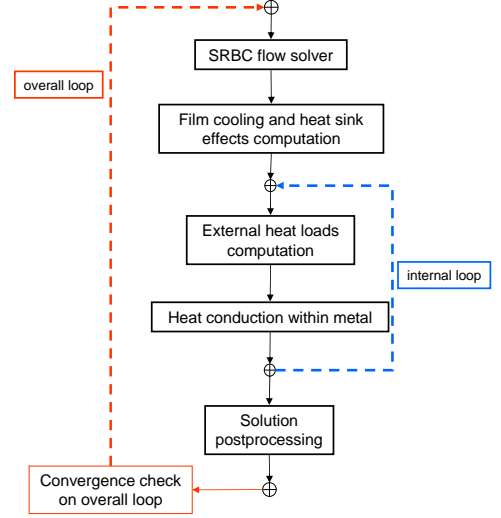 SRBC flow solver
overall loop
Film cooling and heat sink
effects computation
External heat loads
computation
internal loop
Heat conduction within metal
Solution
postprocessing
Convergence check
on overall loop